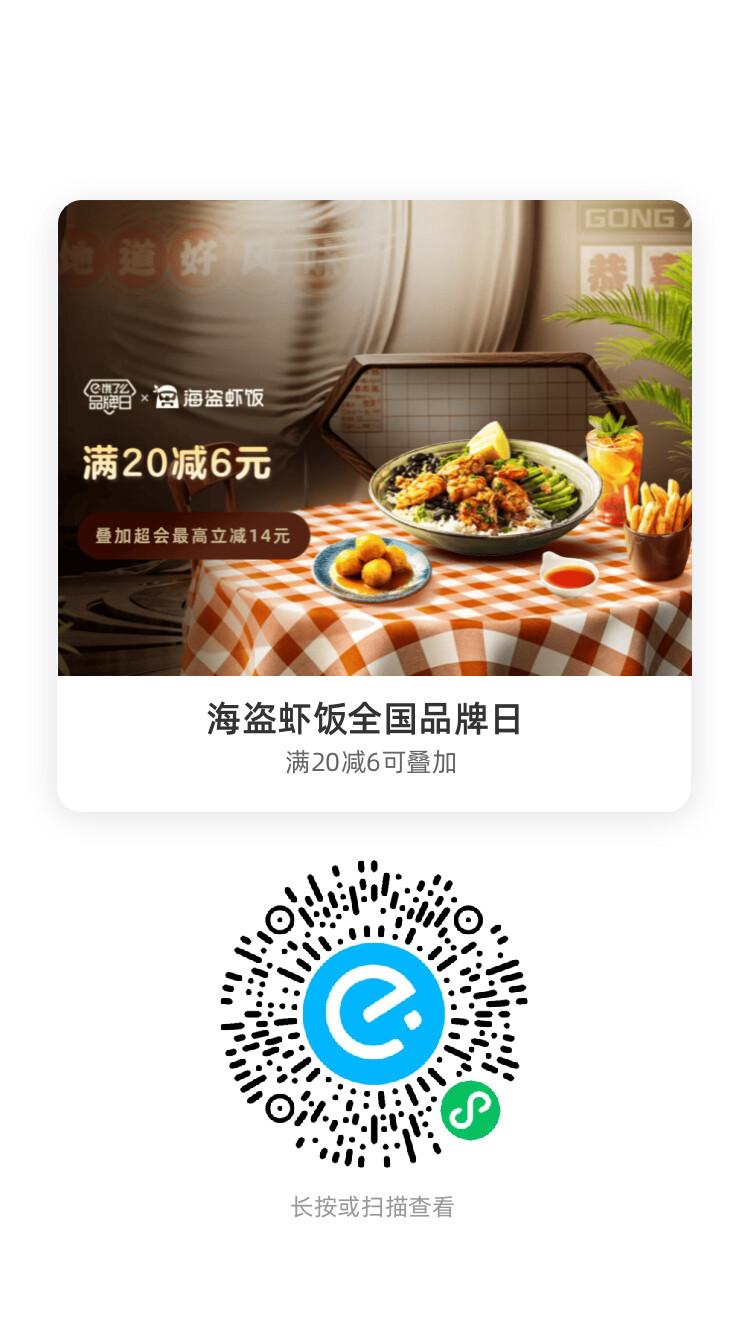 地道好风
GONG
恭喜
饿了么
品牌日
×
海盗虾饭
满20减6元
叠加超会最高立减14元
海盗虾饭全国品牌日
满20减6可叠加
长按或扫描查看